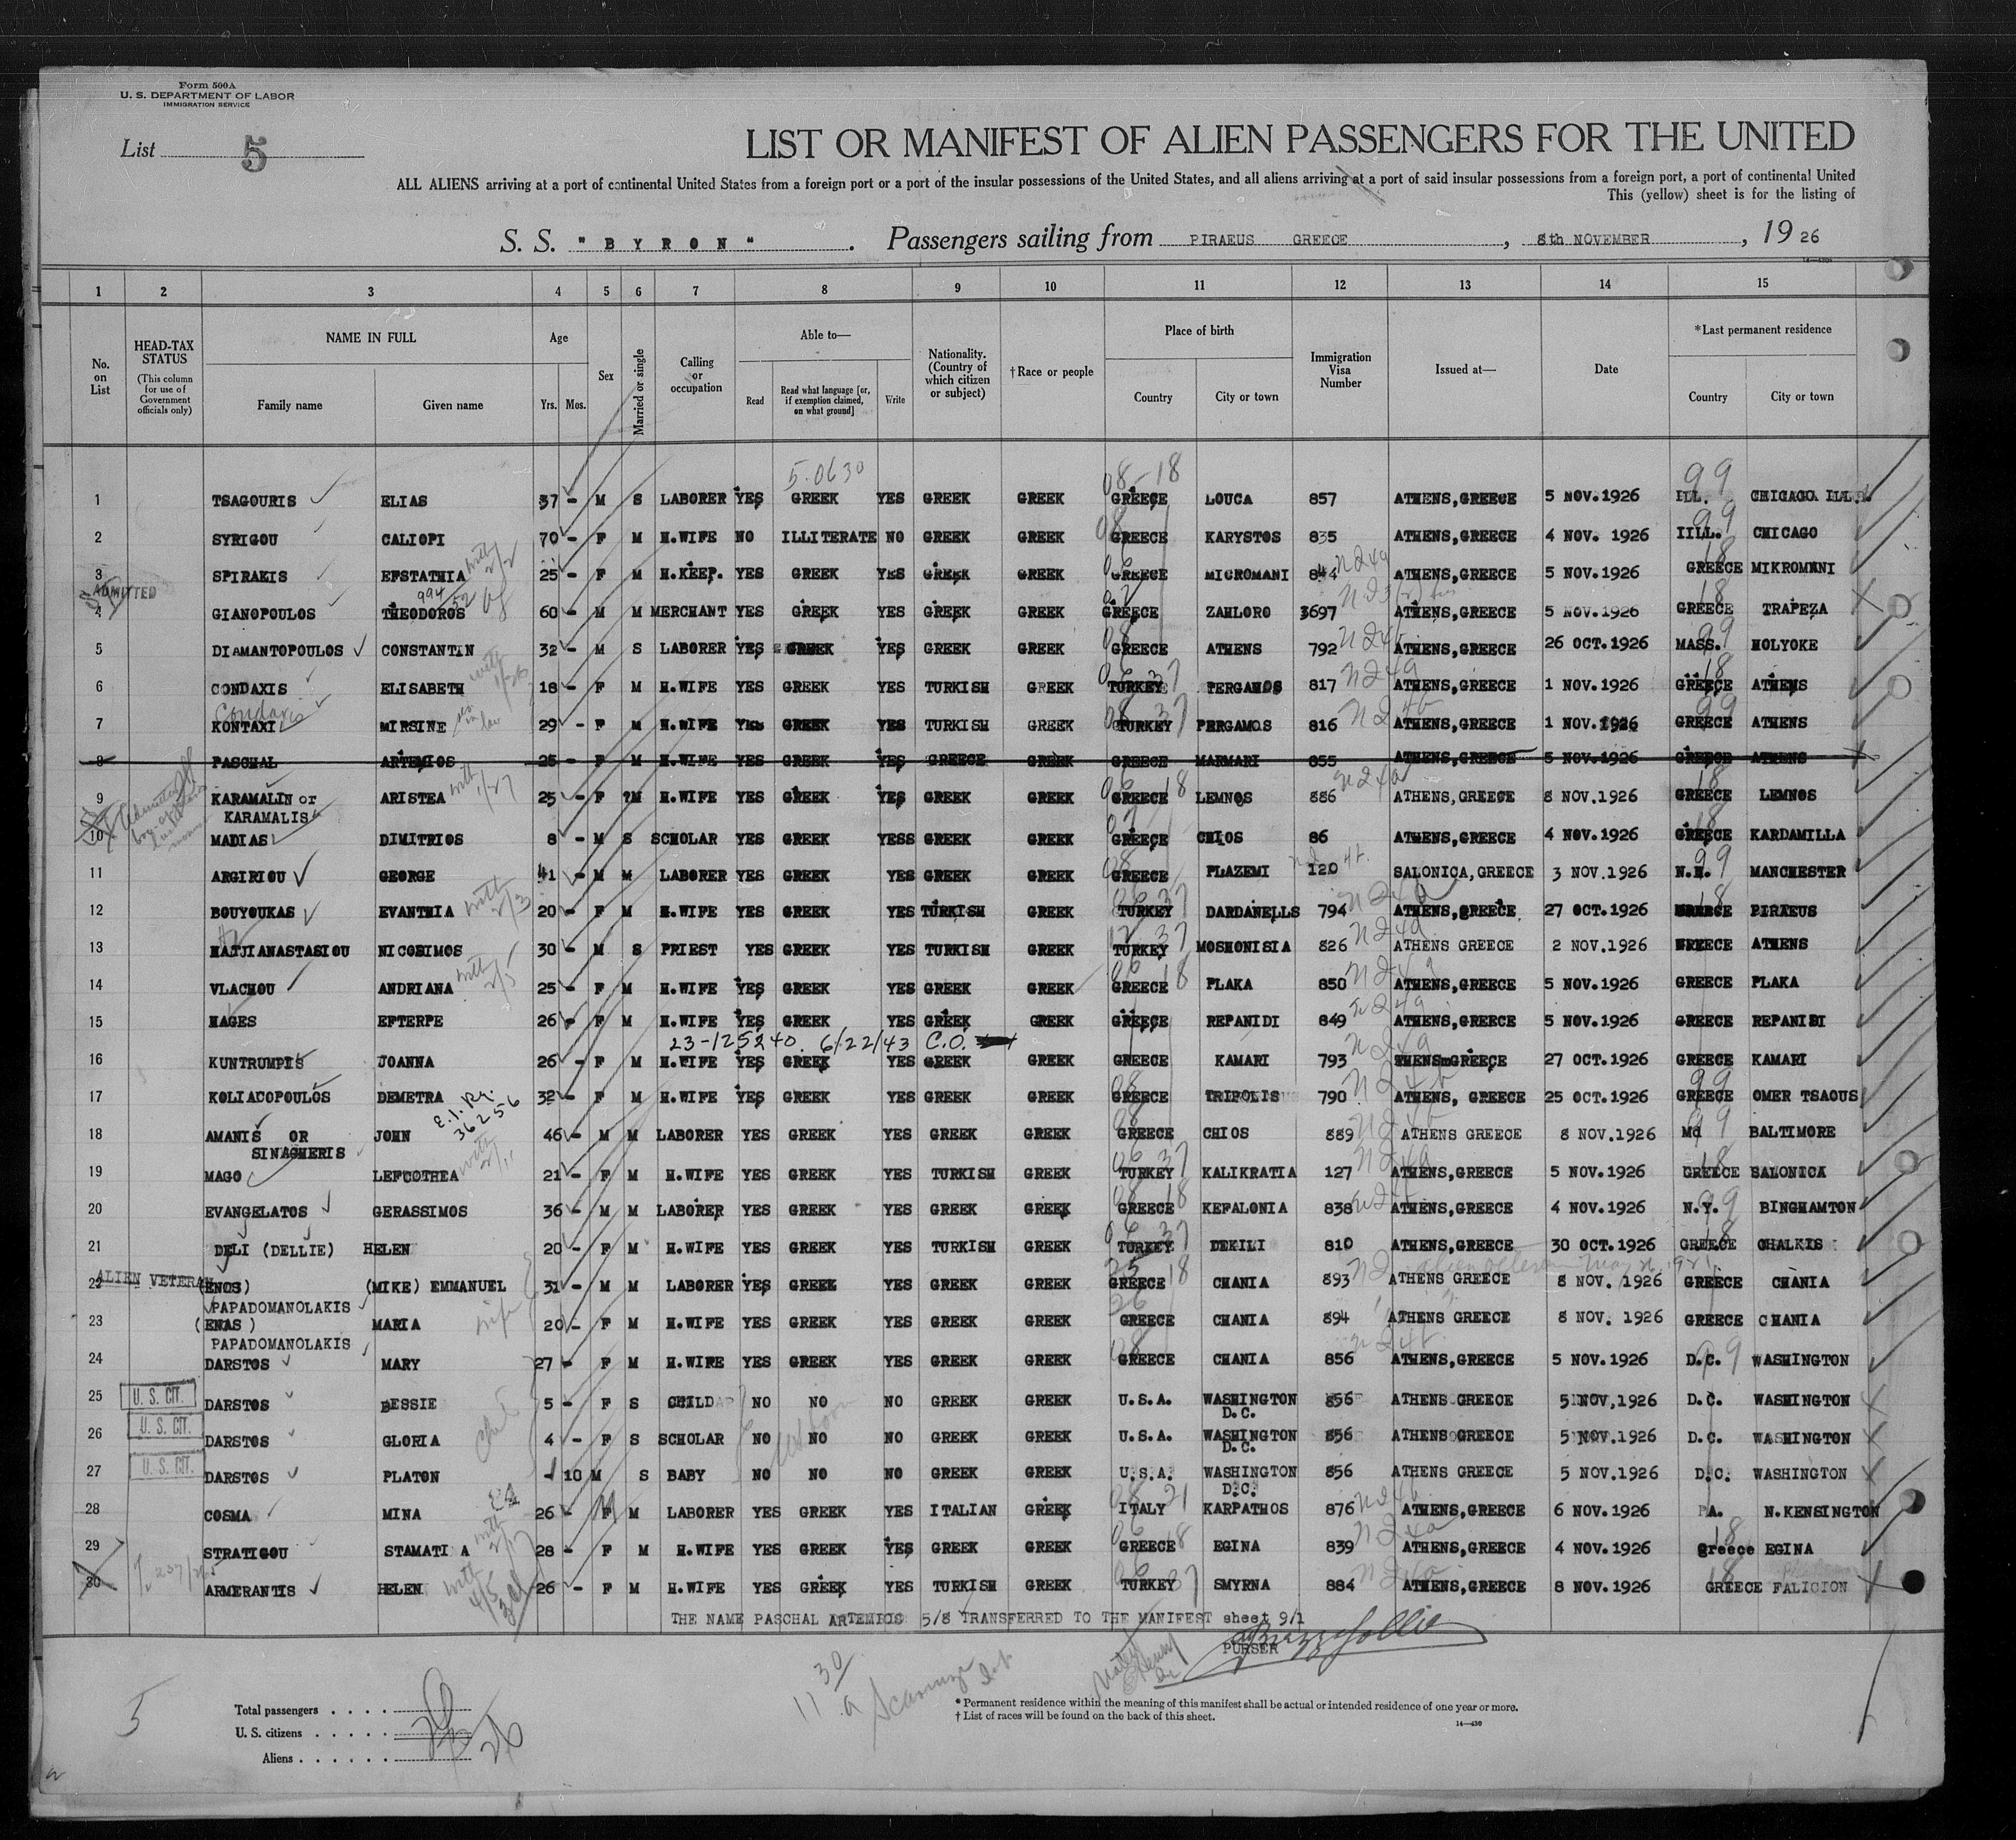 Form 500A
U. S. DEPARTMENT OF LABOR
IMMIGRATION SERVICE
List 5
LIST OR MANIFEST OF ALIEN PASSENGERS FOR THE UNITED
ALL ALIENS arriving at a port of continental United States from a foreign port or a port of the insular possessions of the United States, and all aliens arriving at a port of said insular possessions from a foreign port, a port of continental United
This (yellow) sheet is for the listing of
S. S. "BYRON". Passengers sailing from PIRAEUS GREECE, 8th NOVEMBER, 1926
1 2 3 4 5 6 7 8 9 10 11 12 13 14 15
No. on List HEAD-TAX STATUS (This column for use of Government officials only) NAME IN FULL Family name Given name Age Yrs. Mos. Sex Married or single Calling or occupation Able to— Read Read what language [or, if exemption claimed, on what ground] Write Nationality. (Country of which citizen or subject) †Race or people Place of birth Country City or town Immigration Visa Number Issued at— Date *Last permanent residence Country City or town
5.0630 08-18 99
1 TSAGOURIS ELIAS 37 - M S LABORER YES GREEK YES GREEK GREEK GREECE LOUCA 857 ATHENS,GREECE 5 NOV.1926 ILL. CHICAGO ILL.
2 SYRIGOU CALIOPI 70 - F M H.WIFE NO ILLITERATE NO GREEK GREEK GREECE KARYSTOS 835 ATHENS,GREECE 4 NOV. 1926 IILL. CHICAGO
3 SPIRAKIS EFSTATHIA 25 - F M H.KEEP. YES GREEK YES GREEK GREEK GREECE MICROMANI 844 ATHENS,GREECE 5 NOV.1926 GREECE MIKROMANI
ADMITTED
4 GIANOPOULOS THEODOROS 60 - M M MERCHANT YES GREEK YES GREEK GREEK GREECE ZAHLORO 3697 ATHENS,GREECE 5 NOV.1926 GREECE TRAPEZA
5 DIAMANTOPOULOS CONSTANTIN 32 - M S LABORER YES GREEK YES GREEK GREEK GREECE ATHENS 792 ATHENS,GREECE 26 OCT.1926 MASS. HOLYOKE
6 CONDAXIS ELISABETH 18 - F M H.WIFE YES GREEK YES TURKISH GREEK TURKEY PERGAMOS 817 ATHENS,GREECE 1 NOV.1926 GREECE ATHENS
Condaxis
7 KONTAXI MIRSINE 29 - F M H.WIFE YES GREEK YES TURKISH GREEK TURKEY PERGAMOS 816 ATHENS,GREECE 1 NOV.1926 GREECE ATHENS
8 PASCHAL ARTEMIOS 25 - F M H.WIFE YES GREEK YES GREECE GREEK GREECE MARMARI 855 ATHENS,GREECE 5 NOV.1926 GREECE ATHENS
9 KARAMALIN or ARISTEA 25 - F ?M H.WIFE YES GREEK YES GREEK GREEK GREECE LEMNOS 886 ATHENS,GREECE 8 NOV.1926 GREECE LEMNOS
KARAMALIS
10 MADIAS DIMITRIOS 8 - M S SCHOLAR YES GREEK YESS GREEK GREEK GREECE CHIOS 86 ATHENS,GREECE 4 NOV.1926 GREECE KARDAMILLA
11 ARGIRIOU GEORGE 41 - M M LABORER YES GREEK YES GREEK GREEK GREECE PLAZEMI 120 SALONICA,GREECE 3 NOV.1926 N.H. MANCHESTER
12 BOUYOUKAS EVANTHIA 20 - F M H.WIFE YES GREEK YES TURKISH GREEK TURKEY DARDANELLS 794 ATHENS,GREECE 27 OCT.1926 GREECE PIRAEUS
13 HATJIANASTASIOU NICOHIMOS 30 - M S PRIEST YES GREEK YES TURKISH GREEK TURKEY MOSHONISIA 826 ATHENS GREECE 2 NOV.1926 GREECE ATHENS
14 VLACHOU ANDRIANA 25 - F M H.WIFE YES GREEK YES GREEK GREEK GREECE PLAKA 850 ATHENS,GREECE 5 NOV.1926 GREECE PLAKA
15 HAGES EFTERPE 26 - F M H.WIFE YES GREEK YES GREEK GREEK GREECE REPANIDI 849 ATHENS,GREECE 5 NOV.1926 GREECE REPANIDI
23-125240. 6/22/43 C.O.
16 KUNTRUMPIS JOANNA 26 - F M H.WIFE YES GREEK YES GREEK GREEK GREECE KAMARI 793 THENSmGREECE 27 OCT.1926 GREECE KAMARI
17 KOLIACOPOULOS DEMETRA 32 - F M H.WIFE YES GREEK YES GREEK GREEK GREECE TRIPOLIS 790 ATHENS, GREECE 25 OCT.1926 GREECE OMER TSAOUS
E.I. Rg. 36256
18 AMANIS OR JOHN 46 - M M LABORER YES GREEK YES GREEK GREEK GREECE CHIOS 889 ATHENS GREECE 8 NOV.1926 Md BALTIMORE
SINAGHERIS
19 MAGO LEFCOTHEA 21 - F M H.WIFE YES GREEK YES TURKISH GREEK TURKEY KALIKRATIA 127 ATHENS,GREECE 5 NOV.1926 GREECE SALONICA
20 EVANGELATOS GERASSIMOS 36 - M M LABORER YES GREEK YES GREEK GREEK GREECE KEFALONIA 838 ATHENS,GREECE 4 NOV.1926 N.Y. BINGHAMTON
21 DELI (DELLIE) HELEN 20 - F M H.WIFE YES GREEK YES TURKISH GREEK TURKEY DEKILI 810 ATHENS,GREECE 30 OCT.1926 GREECE CHALKIS
ALIEN VETERAN
22 (ENOS) (MIKE) EMMANUEL 31 - M M LABORER YES GREEK YES GREEK GREEK GREECE CHANIA 893 ATHENS GREECE 8 NOV. 1926 GREECE CHANIA
PAPADOMANOLAKIS
23 (ENAS ) MARIA 20 - F M H.WIFE YES GREEK YES GREEK GREEK GREECE CHANIA 894 ATHENS GREECE 8 NOV. 1926 GREECE CHANIA
PAPADOMANOLAKIS
24 DARSTOS MARY 27 - F M H.WIFE YES GREEK YES GREEK GREEK GREECE CHANIA 856 ATHENS,GREECE 5 NOV.1926 D.C. WASHINGTON
25 U. S. CIT. DARSTOS BESSIE 5 - F S CHILD NO NO NO GREEK GREEK U.S.A. WASHINGTON D.C. 856 ATHENS GREECE 5 NOV,1926 D.C. WASHINGTON
26 U. S. CIT. DARSTOS GLORIA 4 - F S SCHOLAR NO NO NO GREEK GREEK U.S.A. WASHINGTON D.C. 856 ATHENS GREECE 5 NOV.1926 D.C. WASHINGTON
27 U. S. CIT. DARSTOS PLATON - 10 M S BABY NO NO NO GREEK GREEK U.S.A. WASHINGTON D.C. 856 ATHENS GREECE 5 NOV.1926 D.C. WASHINGTON
28 COSMA MINA 26 - M M LABORER YES GREEK YES ITALIAN GREEK ITALY KARPATHOS 876 ATHENS,GREECE 6 NOV.1926 PA. N.KENSINGTON
29 STRATIGOU STAMATI A 28 - F M H.WIFE YES GREEK YES GREEK GREEK GREECE EGINA 839 ATHENS,GREECE 4 NOV.1926 greece EGINA
30 ARMERANTIS HELEN 26 - F M H.WIFE YES GREEK YES TURKISH GREEK TURKEY SMYRNA 884 ATHENS,GREECE 8 NOV.1926 GREECE FALICION
THE NAME PASCHAL ARTEMIOS 5/8 TRANSFERRED TO THE MANIFEST sheet 9/1
PURSER
5
Total passengers
U. S. citizens
Aliens
* Permanent residence within the meaning of this manifest shall be actual or intended residence of one year or more.
† List of races will be found on the back of this sheet.
14—430